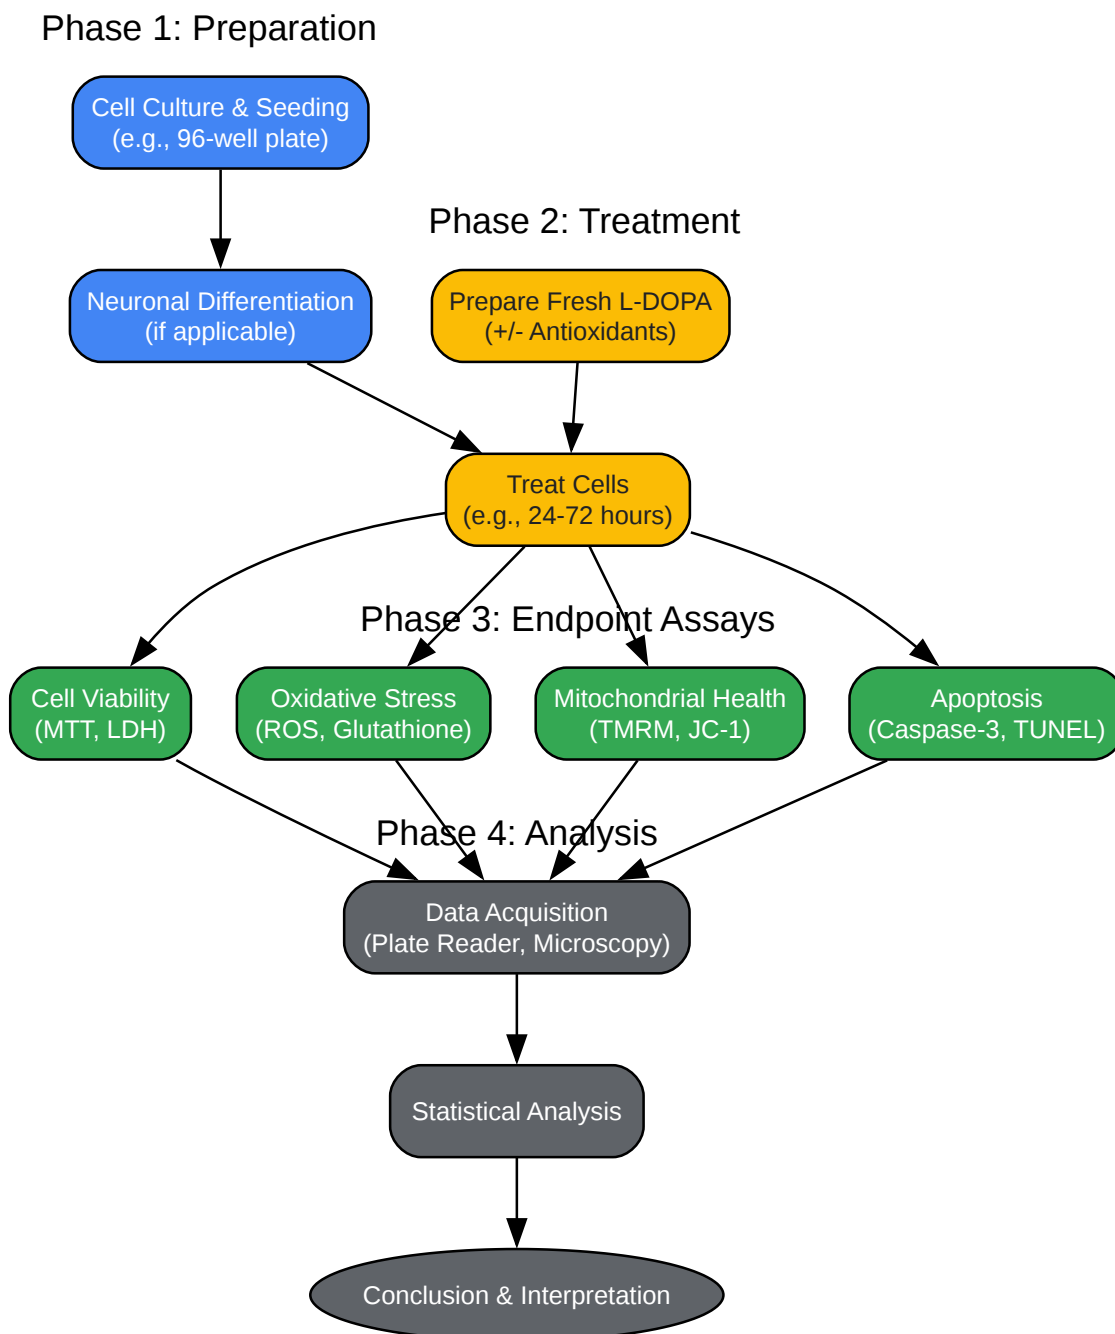 Phase 1: Preparation
Cell Culture & Seeding
(e.g., 96-well plate)
Phase 2: Treatment
Neuronal Differentiation
(if applicable)
Prepare Fresh L-DOPA
(+/- Antioxidants)
Treat Cells
(e.g., 24-72 hours)
Phase 3: Endpoint Assays
Cell Viability
(MTT, LDH)
Oxidative Stress
(ROS, Glutathione)
Mitochondrial Health
(TMRM, JC-1)
Apoptosis
(Caspase-3, TUNEL)
Phase 4: Analysis
Data Acquisition
(Plate Reader, Microscopy)
Statistical Analysis
Conclusion & Interpretation